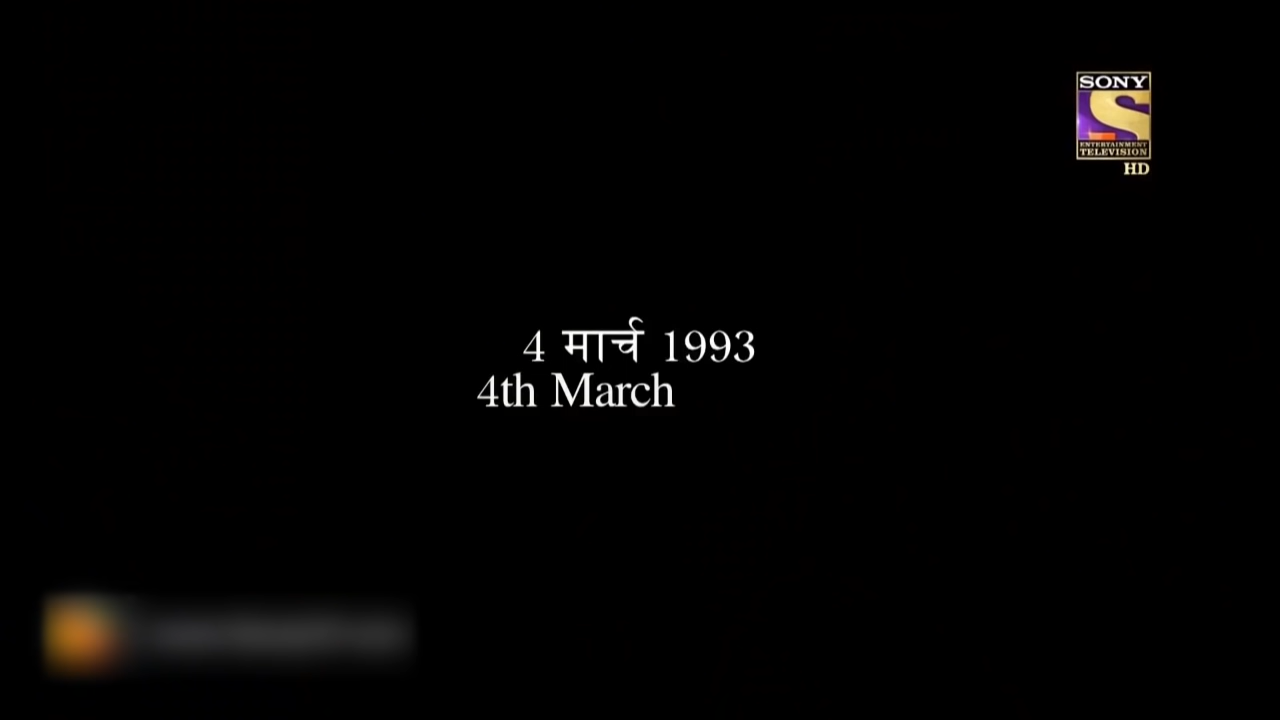 SONY
ENTERTAINMENT
TELEVISION
HD
4 मार्च 1993
4th March